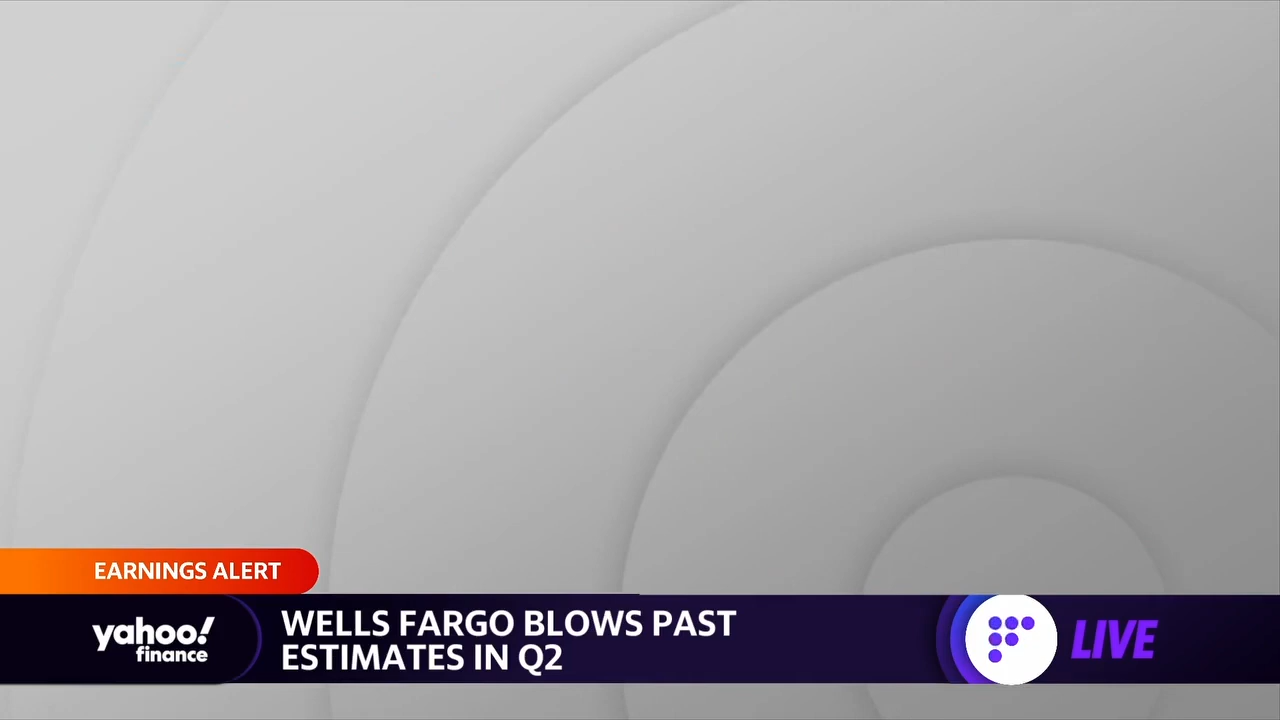 EARNINGS ALERT
yahoo!
finance
WELLS FARGO BLOWS PAST
ESTIMATES IN Q2
LIVE